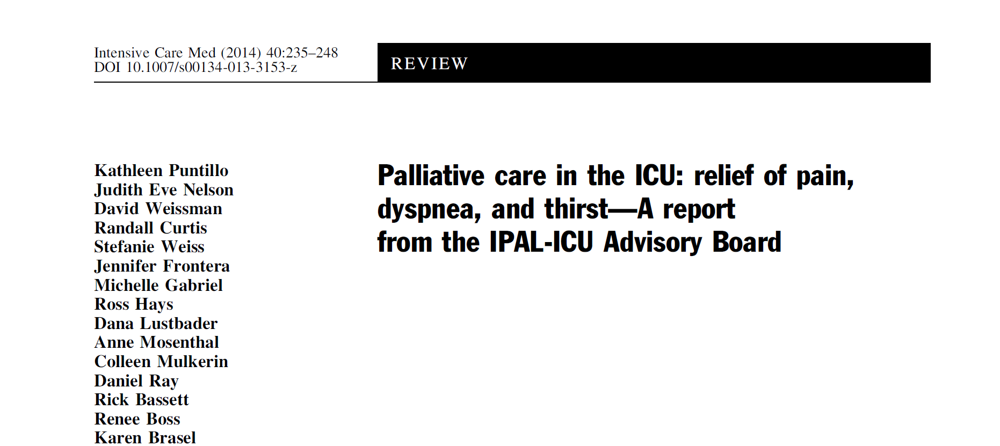 Intensive Care Med (2014) 40:235–248
DOI 10.1007/s00134-013-3153-z
REVIEW
Kathleen Puntillo
Judith Eve Nelson
David Weissman
Randall Curtis
Stefanie Weiss
Jennifer Frontera
Michelle Gabriel
Ross Hays
Dana Lustbader
Anne Mosenthal
Colleen Mulkerin
Daniel Ray
Rick Bassett
Renee Boss
Karen Brasel
Palliative care in the ICU: relief of pain,
dyspnea, and thirst—A report
from the IPAL-ICU Advisory Board